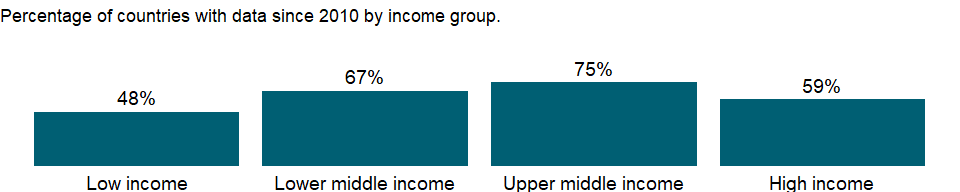 Percentage of countries with data since 2010 by income group.
48%
67%
75%
59%
Low income
Lower middle income
Upper middle income
High income